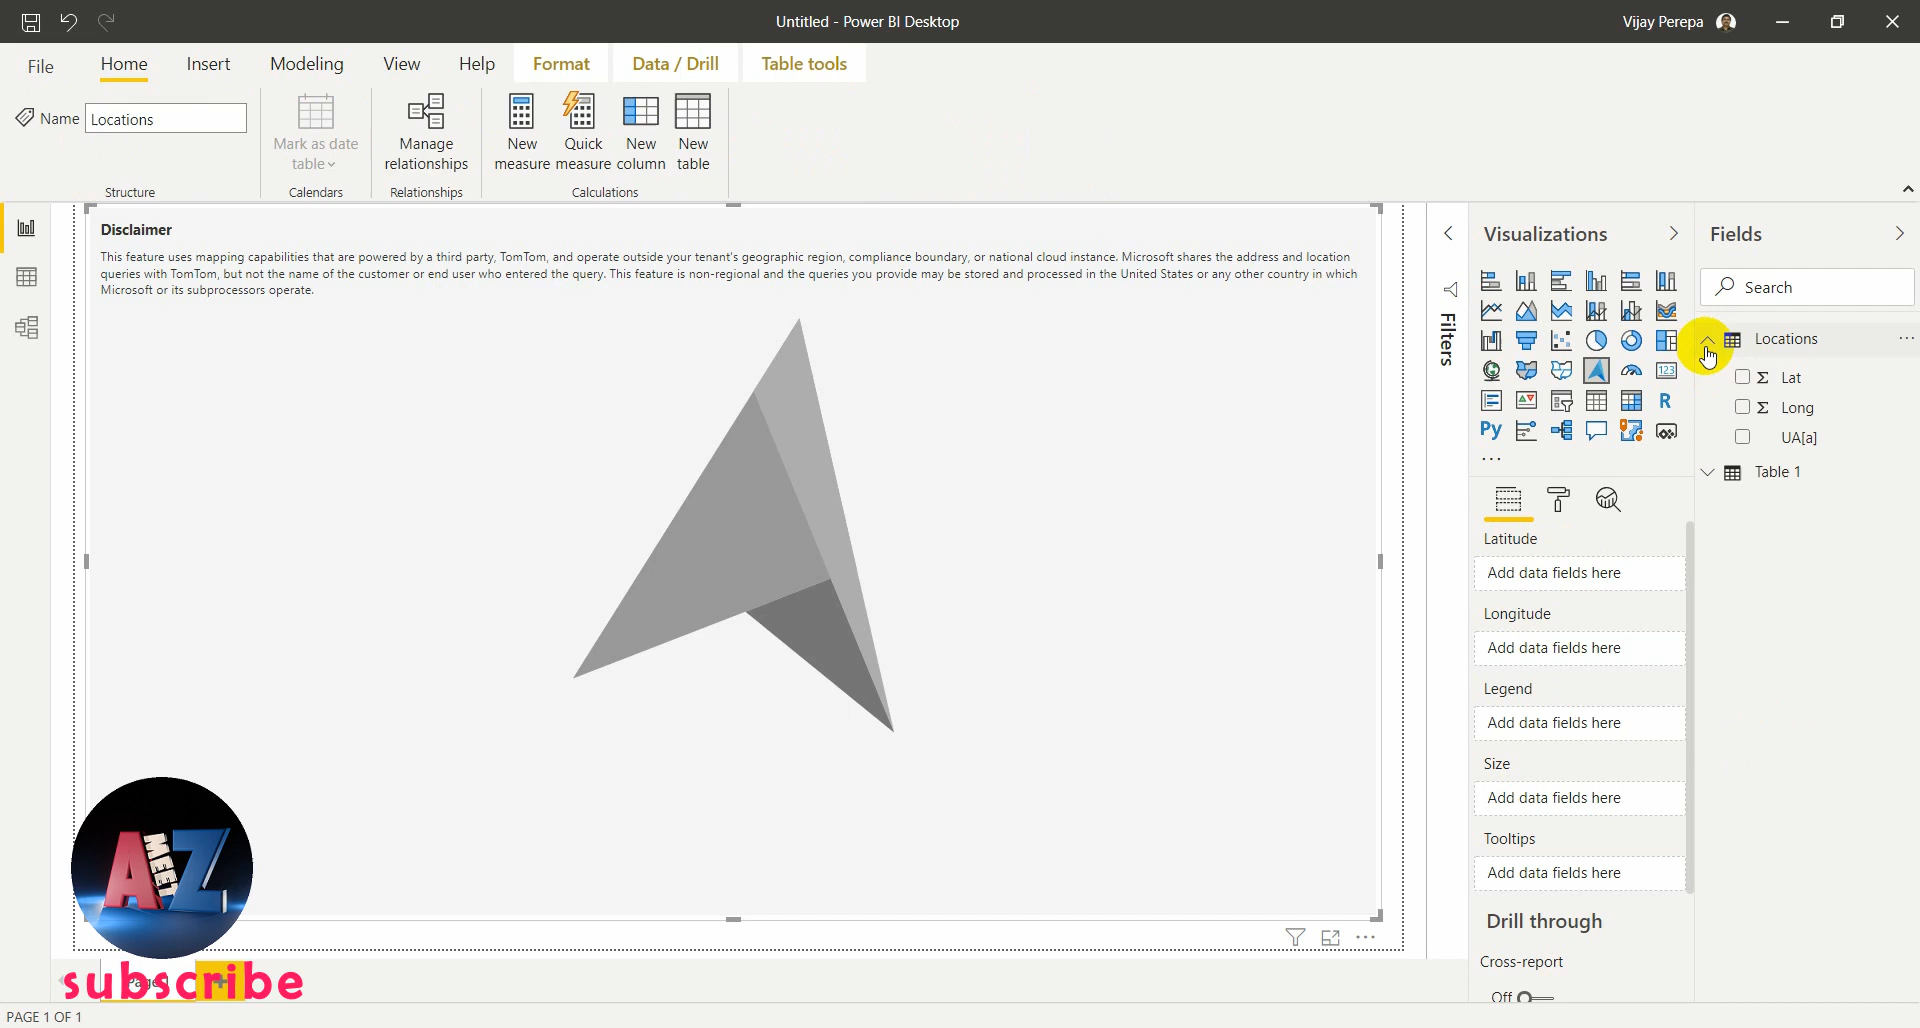 Untitled - Power BI Desktop
Vijay Perepa
File
Home
Insert
Modeling
View
Help
Format
Data / Drill
Table tools
Name
Locations
Mark as date
table
Manage
relationships
New
measure
Quick
measure
New
column
New
table
Structure
Calendars
Relationships
Calculations
Disclaimer
This feature uses mapping capabilities that are powered by a third party, TomTom, and operate outside your tenant's geographic region, compliance boundary, or national cloud instance. Microsoft shares the address and location
queries with TomTom, but not the name of the customer or end user who entered the query. This feature is non-regional and the queries you provide may be stored and processed in the United States or any other country in which
Microsoft or its subprocessors operate.
Filters
Visualizations
123
R
Py
Latitude
Add data fields here
Longitude
Add data fields here
Legend
Add data fields here
Size
Add data fields here
Tooltips
Add data fields here
Drill through
Cross-report
Off
Fields
Search
Locations
Σ Lat
Σ Long
UA[a]
Table 1
A Z
subscribe
PAGE 1 OF 1